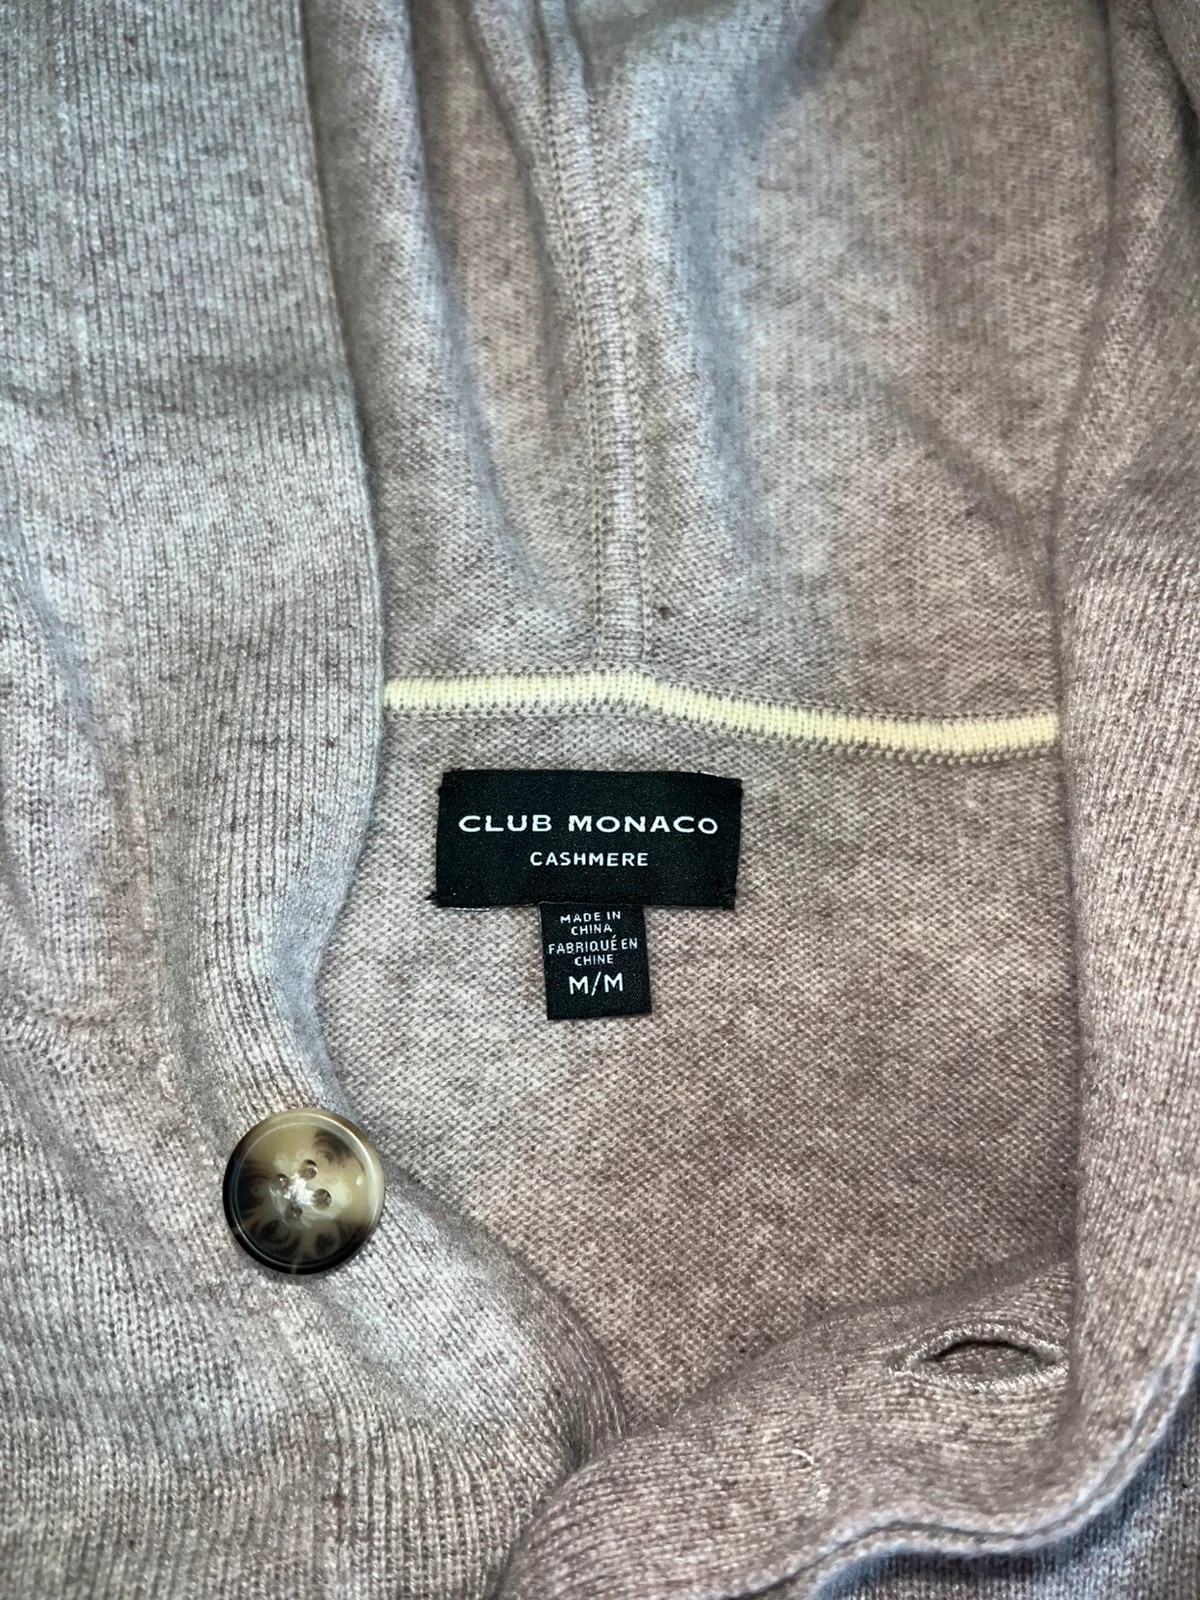 CLUB MONACO
CASHMERE
MADE IN
CHINA
FABRIQUÉ EN
CHINE
M/M